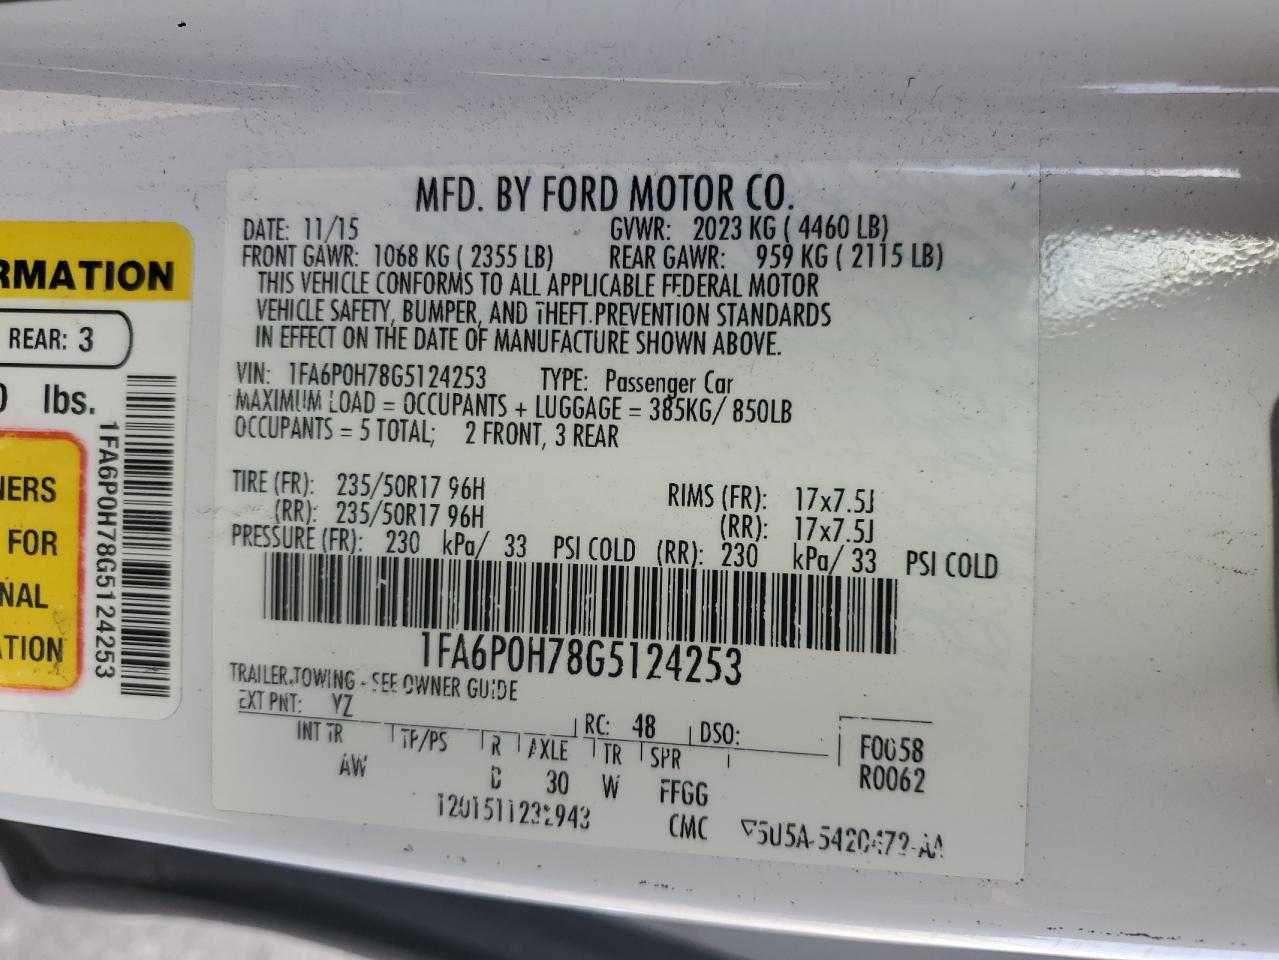 RMATION
REAR: 3
lbs.
NERS
FOR
NAL
ATION
1FA6P0H78G5124253
MFD. BY FORD MOTOR CO.
DATE: 11/15 GVWR: 2023 KG ( 4460 LB)
FRONT GAWR: 1068 KG ( 2355 LB) REAR GAWR: 959 KG ( 2115 LB)
THIS VEHICLE CONFORMS TO ALL APPLICABLE FEDERAL MOTOR
VEHICLE SAFETY, BUMPER, AND THEFT PREVENTION STANDARDS
IN EFFECT ON THE DATE OF MANUFACTURE SHOWN ABOVE.
VIN: 1FA6P0H78G5124253 TYPE: Passenger Car
MAXIMUM LOAD = OCCUPANTS + LUGGAGE = 385KG/ 850LB
OCCUPANTS = 5 TOTAL; 2 FRONT, 3 REAR
TIRE (FR): 235/50R17 96H RIMS (FR): 17x7.5J
(RR): 235/50R17 96H (RR): 17x7.5J
PRESSURE (FR): 230 kPa/ 33 PSI COLD (RR): 230 kPa/ 33 PSI COLD
1FA6P0H78G5124253
TRAILER TOWING - SEE OWNER GUIDE
EXT PNT: YZ RC: 48 DSO:
INT TR TP/PS R AXLE TR SPR F0058
AW 30 W FFGG R0062
CMC